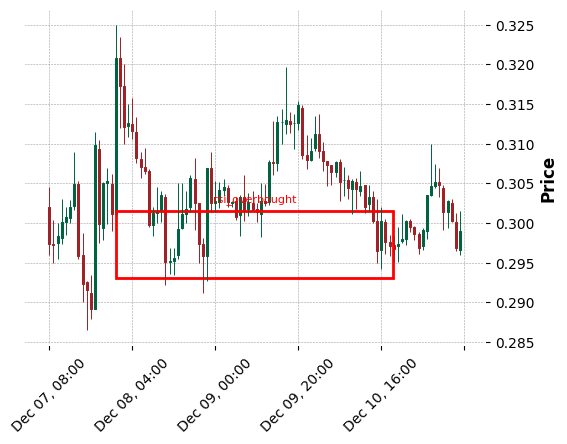 0.325
0.320
0.315
0.310
0.305
0.300
0.295
0.290
0.285
Price
rsi_overbought
Dec 07, 08:00
Dec 08, 04:00
Dec 09, 00:00
Dec 09, 20:00
Dec 10, 16:00